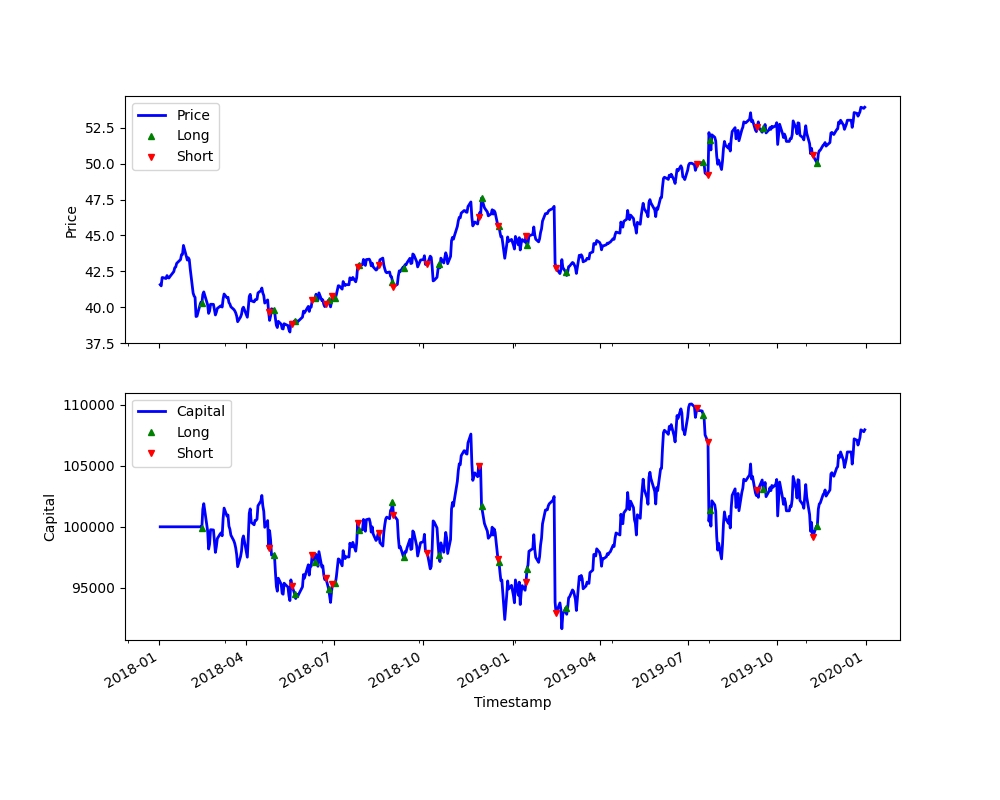 Price
Long
Short
52.5
50.0
47.5
45.0
42.5
40.0
37.5
Price
Capital
Long
Short
110000
105000
100000
95000
Capital
2018-01
2018-04
2018-07
2018-10
2019-01
2019-04
2019-07
2019-10
2020-01
Timestamp